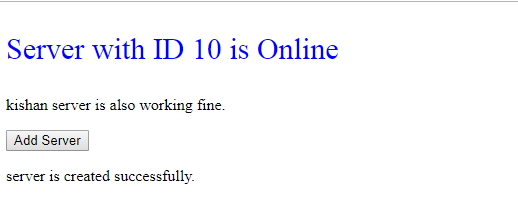 Server with ID 10 is Online
kishan server is also working fine.
Add Server
server is created successfully.